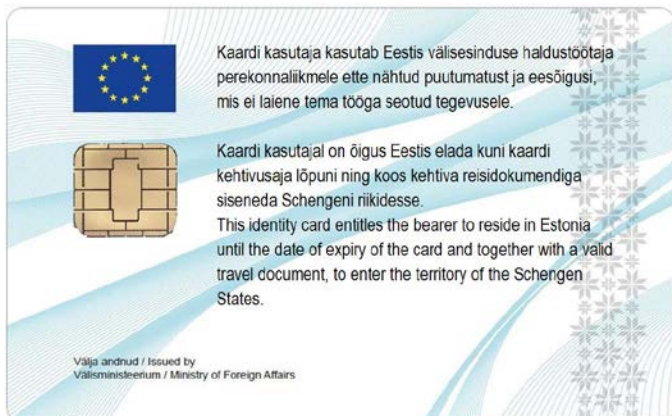 Kaardi kasutaja kasutab Eestis välisesinduse haldustöötaja
perekonnaliikmele ette nähtud puutumatust ja eesõigusi,
mis ei laiene tema tööga seotud tegevusele.
Kaardi kasutajal on õigus Eestis elada kuni kaardi
kehtivusaja lõpuni ning koos kehtiva reisidokumendiga
siseneda Schengeni riikidesse.
This identity card entitles the bearer to reside in Estonia
until the date of expiry of the card and together with a valid
travel document, to enter the territory of the Schengen
States.
Välja andnud / Issued by
Välisministeerium / Ministry of Foreign Affairs